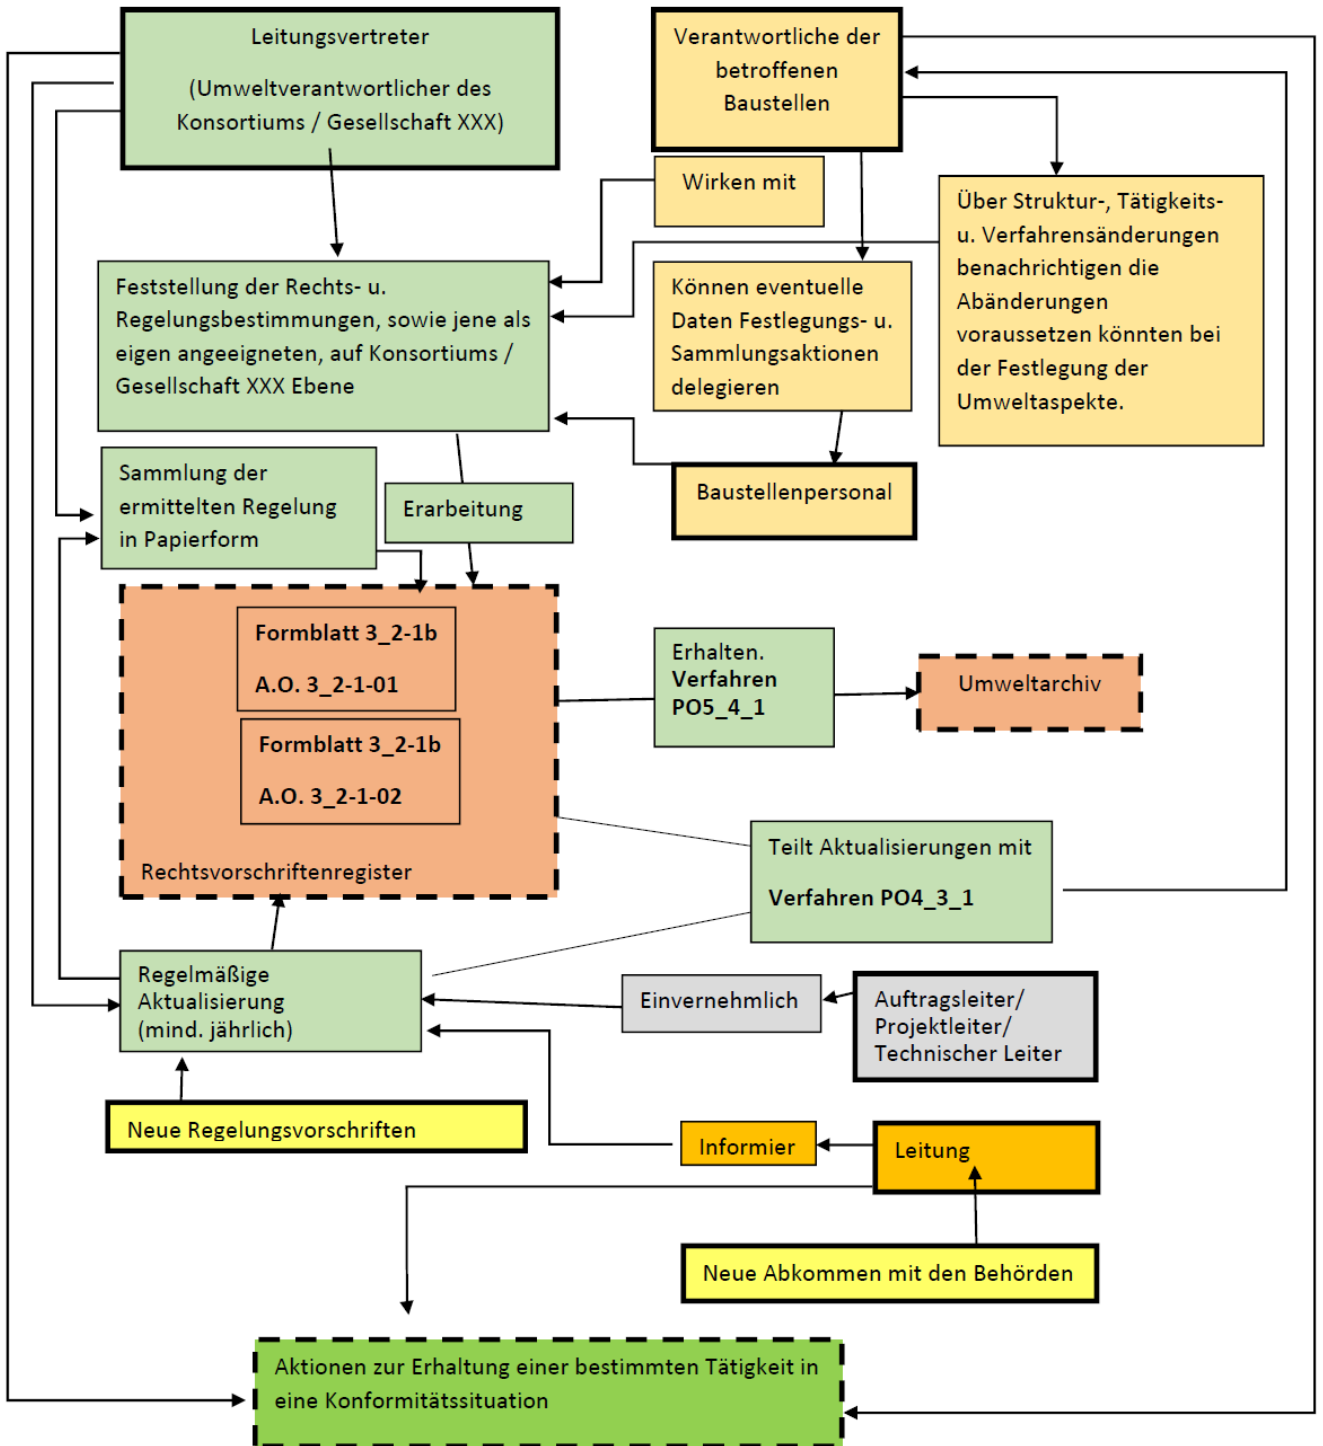 Leitungsvertreter
(Umweltverantwortlicher des
Konsortiums / Gesellschaft XXX)
Verantwortliche der
betroffenen
Baustellen
Wirken mit
Über Struktur-, Tätigkeits-
u. Verfahrensänderungen
benachrichtigen die
Abänderungen
voraussetzen könnten bei
der Festlegung der
Umweltaspekte.
Feststellung der Rechts- u.
Regelungsbestimmungen, sowie jene als
eigen angeeigneten, auf Konsortiums /
Gesellschaft XXX Ebene
Können eventuelle
Daten Festlegungs- u.
Sammlungsaktionen
delegieren
Sammlung der
ermittelten Regelung
in Papierform
Erarbeitung
Baustellenpersonal
Formblatt 3_2-1b
A.O. 3_2-1-01
Formblatt 3_2-1b
A.O. 3_2-1-02
Rechtsvorschriftenregister
Erhalten.
Verfahren
PO5_4_1
Umweltarchiv
Teilt Aktualisierungen mit
Verfahren PO4_3_1
Regelmäßige
Aktualisierung
(mind. jährlich)
Einvernehmlich
Auftragsleiter/
Projektleiter/
Technischer Leiter
Neue Regelungsvorschriften
Informier
Leitung
Neue Abkommen mit den Behörden
Aktionen zur Erhaltung einer bestimmten Tätigkeit in
eine Konformitätssituation